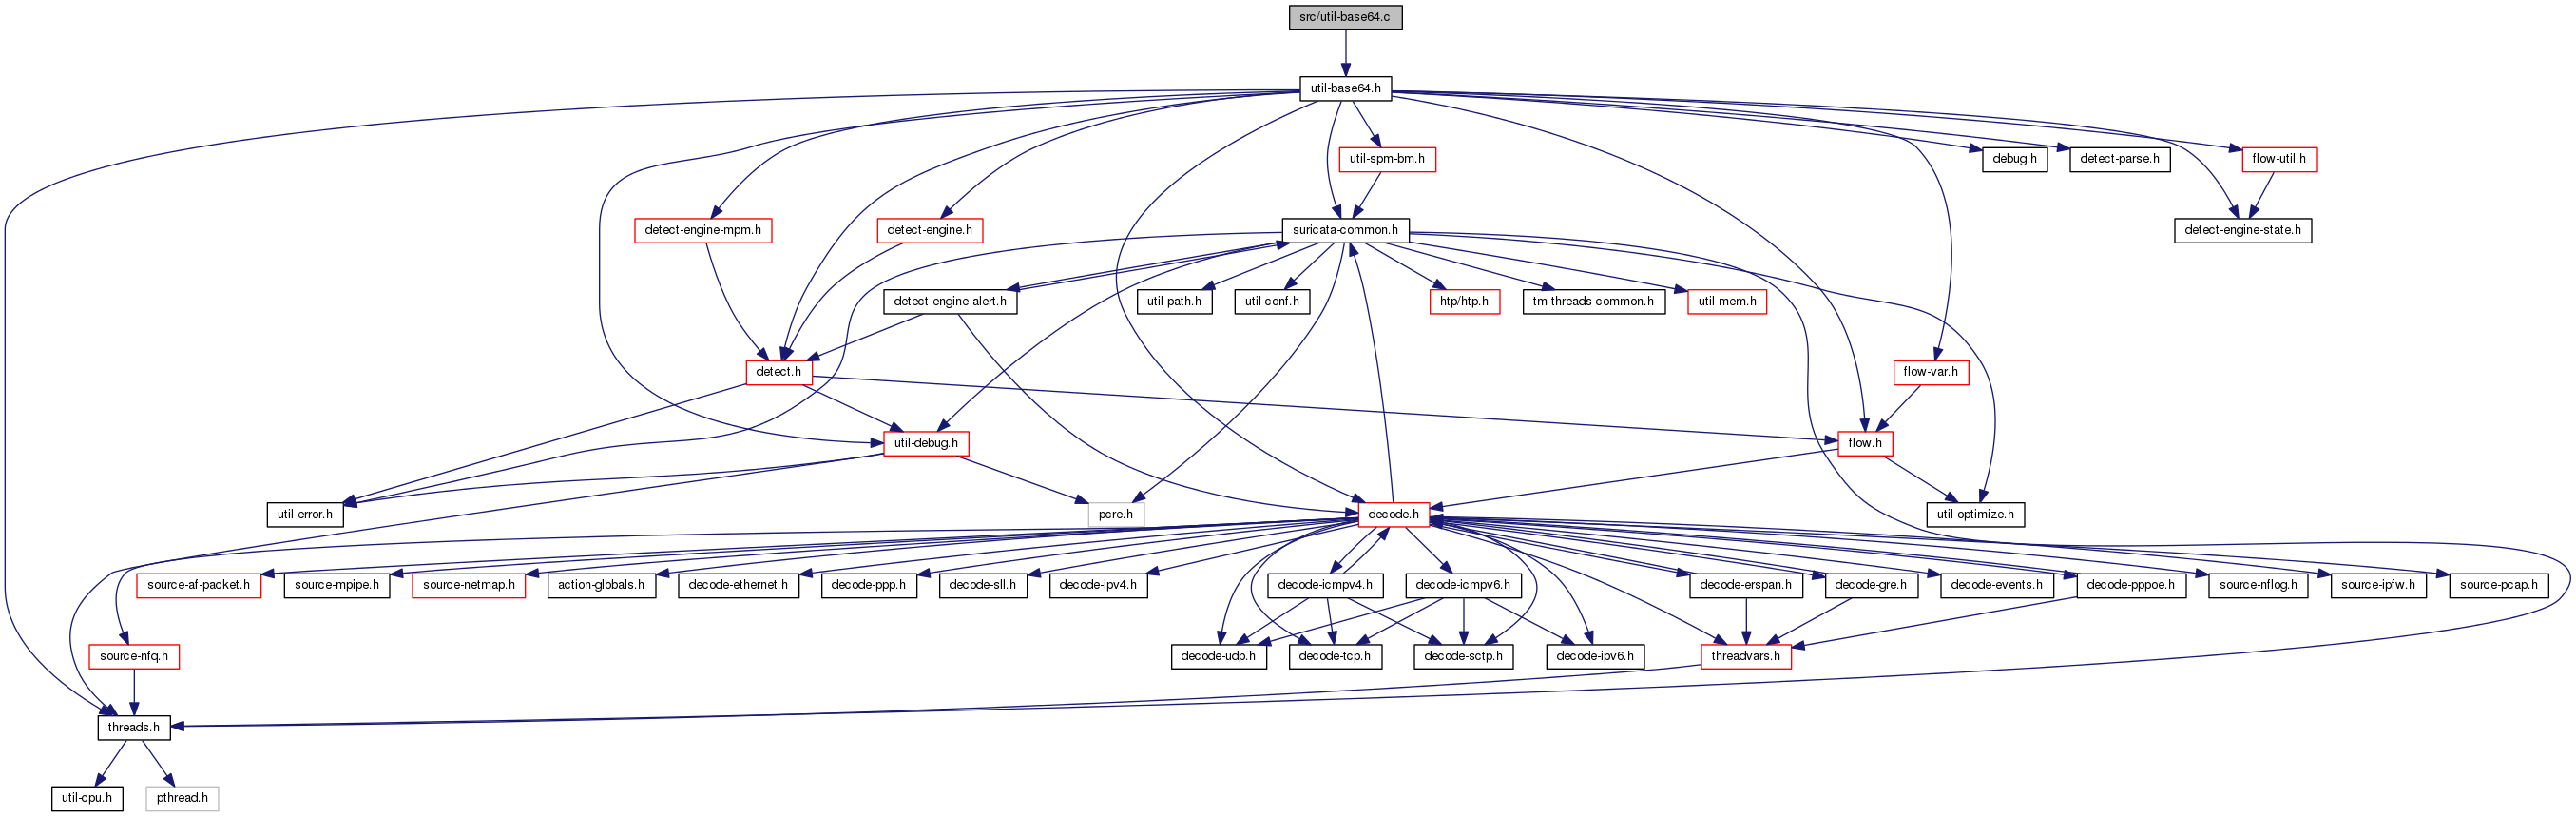 src/util-base64.c
util-base64.h
util-spm-bm.h
debug.h
detect-parse.h
flow-util.h
detect-engine-mpm.h
detect-engine.h
suricata-common.h
detect-engine-state.h
detect-engine-alert.h
util-path.h
util-conf.h
htp/htp.h
tm-threads-common.h
util-mem.h
detect.h
flow-var.h
util-debug.h
flow.h
util-error.h
pcre.h
decode.h
util-optimize.h
source-af-packet.h
source-mpipe.h
source-netmap.h
action-globals.h
decode-ethernet.h
decode-ppp.h
decode-sll.h
decode-ipv4.h
decode-icmpv4.h
decode-icmpv6.h
decode-erspan.h
decode-gre.h
decode-events.h
decode-pppoe.h
source-nflog.h
source-ipfw.h
source-pcap.h
source-nfq.h
decode-udp.h
decode-tcp.h
decode-sctp.h
decode-ipv6.h
threadvars.h
threads.h
util-cpu.h
pthread.h